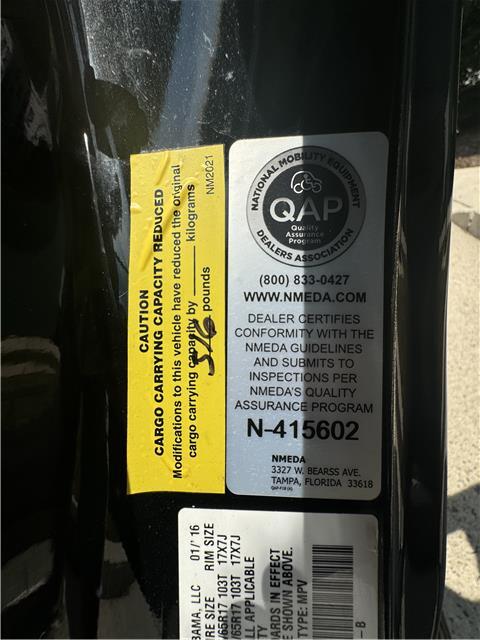 CAUTION
CARGO CARRYING CAPACITY REDUCED
Modifications to this vehicle have reduced the original
cargo carrying capacity by ______ kilograms
316 pounds
NM2021
NATIONAL MOBILITY EQUIPMENT
QAP
Quality
Assurance
Program
DEALERS ASSOCIATION
(800) 833-0427
WWW.NMEDA.COM
DEALER CERTIFIES
CONFORMITY WITH THE
NMEDA GUIDELINES
AND SUBMITS TO
INSPECTIONS PER
NMEDA'S QUALITY
ASSURANCE PROGRAM
N-415602
NMEDA
3327 W. BEARSS AVE.
TAMPA, FLORIDA 33618
BAMA, LLC 01/' 16
RE SIZE RIM SIZE
/65R17 103T 17X7J
/65R17 103T 17X7J
LL APPLICABLE
TY
ARDS IN EFFECT
SHOWN ABOVE.
TYPE: MPV
- B